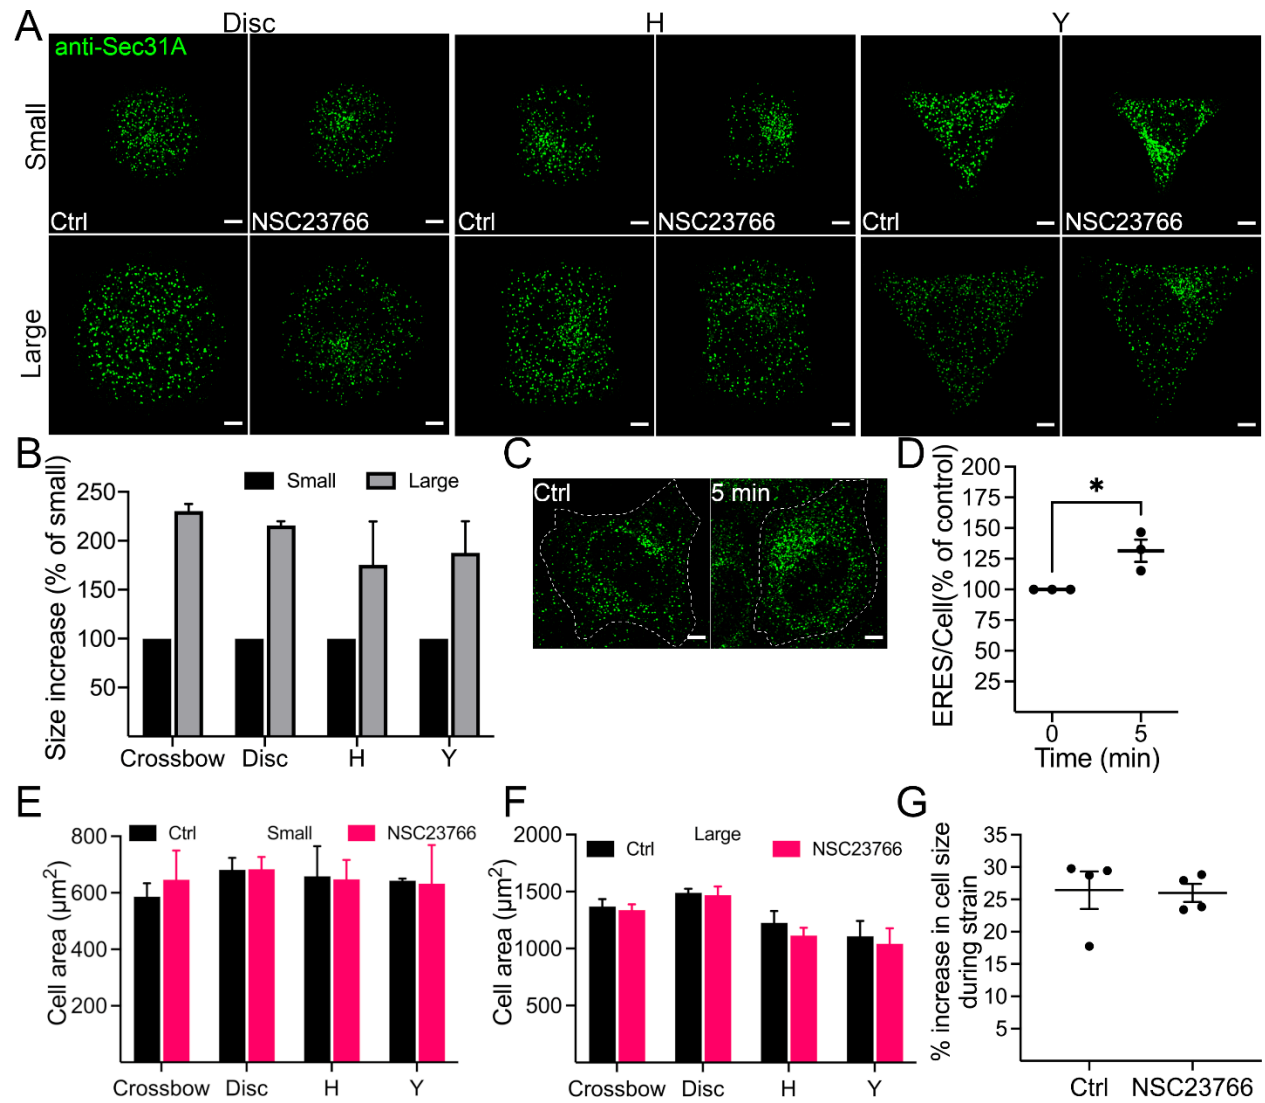 A
Disc
H
Y
anti-Sec31A
Small
Ctrl
NSC23766
Ctrl
NSC23766
Ctrl
NSC23766
Large
B
Size increase (% of small)
Small
Large
250
200
150
100
50
Crossbow
Disc
H
Y
C
Ctrl
5 min
D
ERES/Cell(% of control)
200
175
150
125
100
75
50
25
*
0
5
Time (min)
E
Cell area (µm²)
Ctrl
Small
NSC23766
800
600
400
200
Crossbow
Disc
H
Y
F
Cell area (µm²)
Large
Ctrl
NSC23766
2000
1500
1000
500
Crossbow
Disc
H
Y
G
% increase in cell size
during strain
35
30
25
20
15
10
5
Ctrl
NSC23766